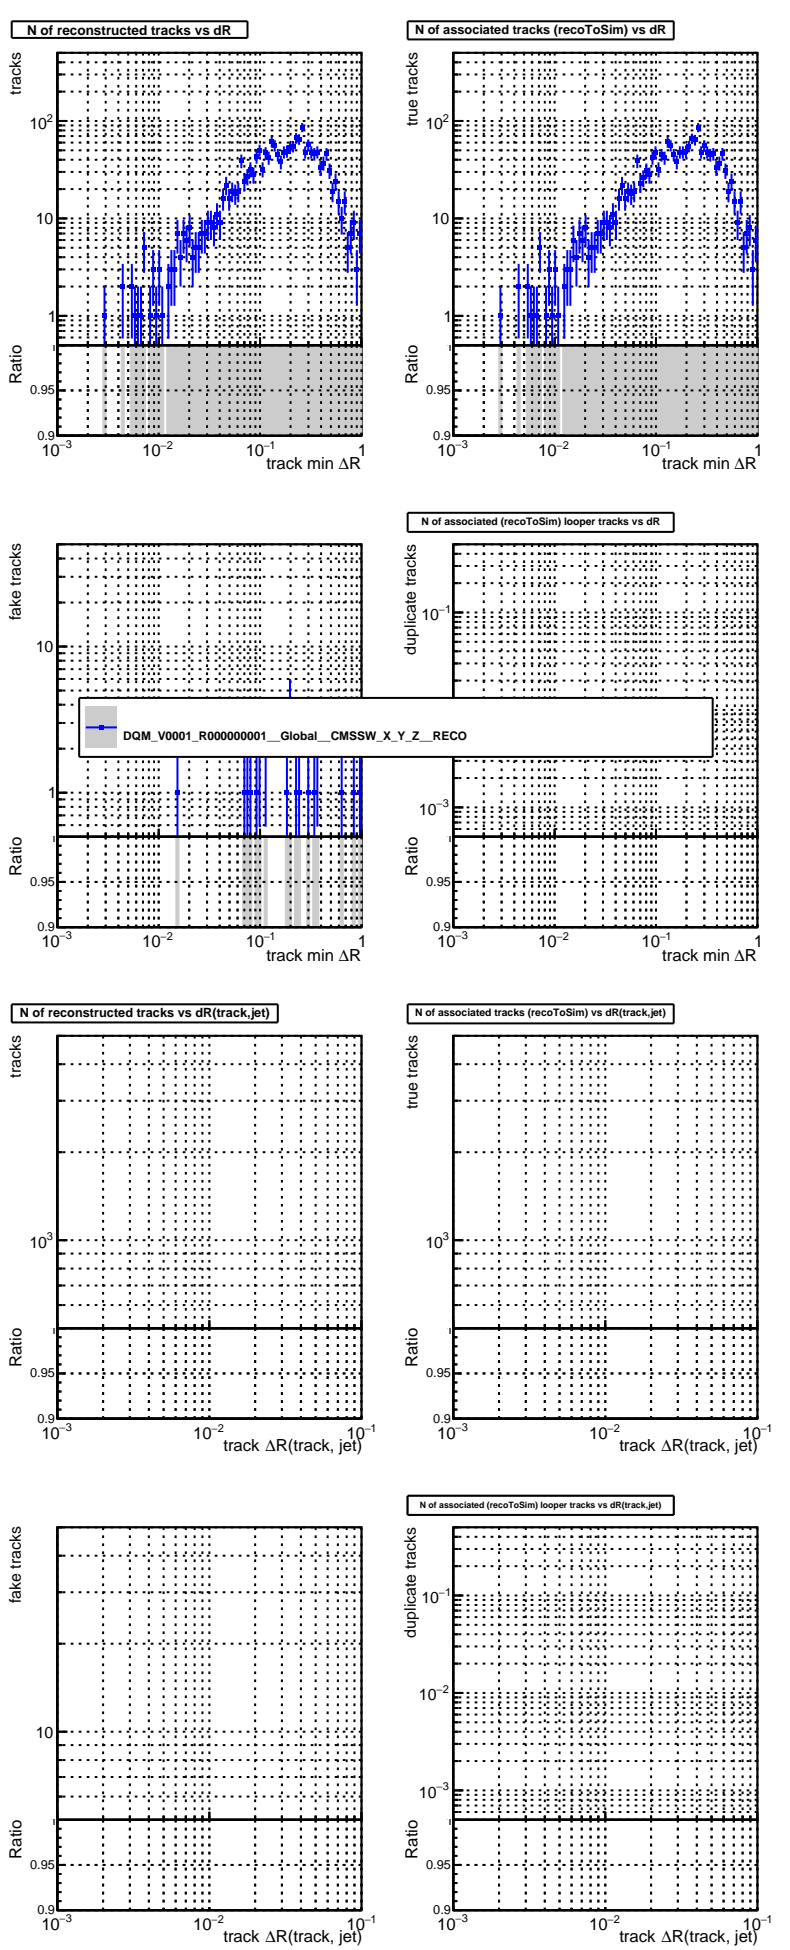 N of reconstructed tracks vs dR
N of associated tracks (recoToSim) vs dR
tracks
10²
10
1
Ratio
1
0.95
0.9
10⁻³
10⁻²
10⁻¹
1
track min ΔR
true tracks
10²
10
1
Ratio
1
0.95
0.9
10⁻³
10⁻²
10⁻¹
1
track min ΔR
N of associated (recoToSim) looper tracks vs dR
fake tracks
10
1
Ratio
1
0.95
0.9
10⁻³
10⁻²
10⁻¹
1
track min ΔR
duplicate tracks
10⁻¹
10⁻³
Ratio
1
0.95
0.9
10⁻³
10⁻²
10⁻¹
1
track min ΔR
DQM_V0001_R000000001__Global__CMSSW_X_Y_Z__RECO
N of reconstructed tracks vs dR(track,jet)
N of associated tracks (recoToSim) vs dR(track,jet)
tracks
10³
Ratio
1
0.95
0.9
10⁻³
10⁻²
10⁻¹
track ΔR(track, jet)
true tracks
10³
Ratio
1
0.95
0.9
10⁻³
10⁻²
10⁻¹
track ΔR(track, jet)
N of associated (recoToSim) looper tracks vs dR(track,jet)
fake tracks
10
Ratio
1
0.95
0.9
10⁻³
10⁻²
10⁻¹
track ΔR(track, jet)
duplicate tracks
10⁻¹
10⁻²
10⁻³
Ratio
1
0.95
0.9
10⁻³
10⁻²
10⁻¹
track ΔR(track, jet)